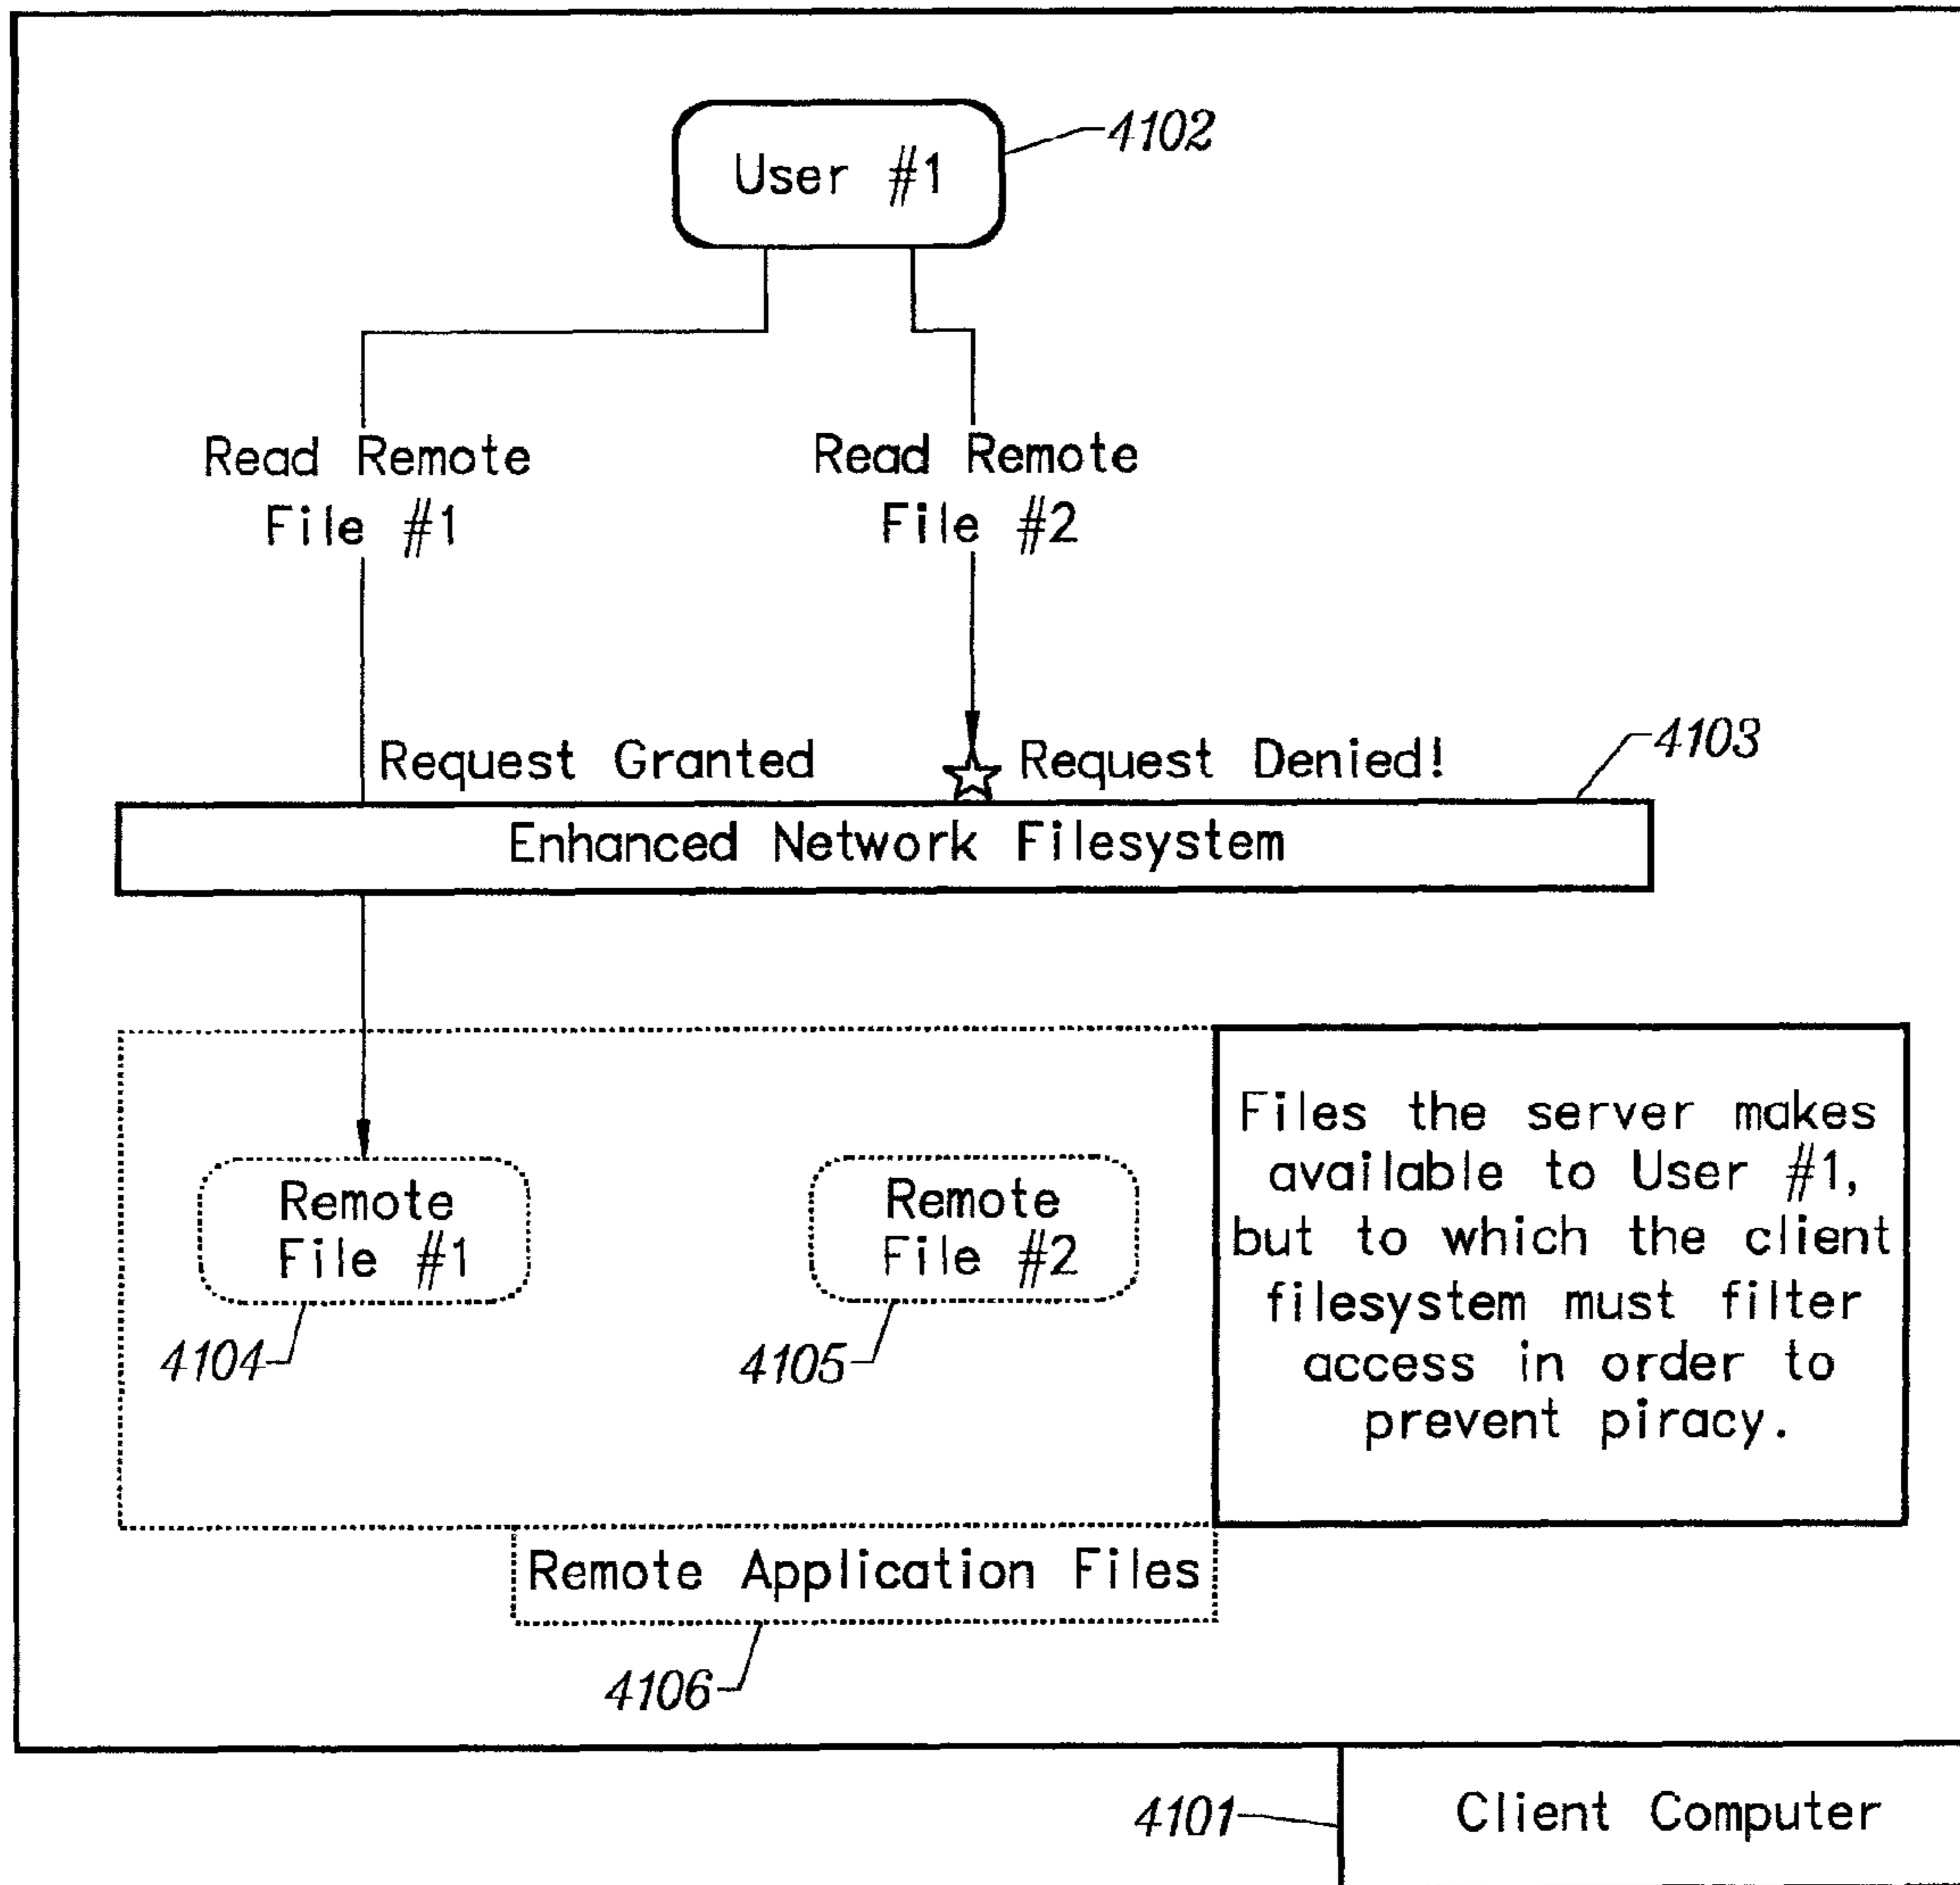 4102
User #1
Read Remote
File #1
Read Remote
File #2
Request Granted
Request Denied!
4103
Enhanced Network Filesystem
Remote
File #1
4104
Remote
File #2
4105
Files the server makes
available to User #1,
but to which the client
filesystem must filter
access in order to
prevent piracy.
Remote Application Files
4106
4101
Client Computer